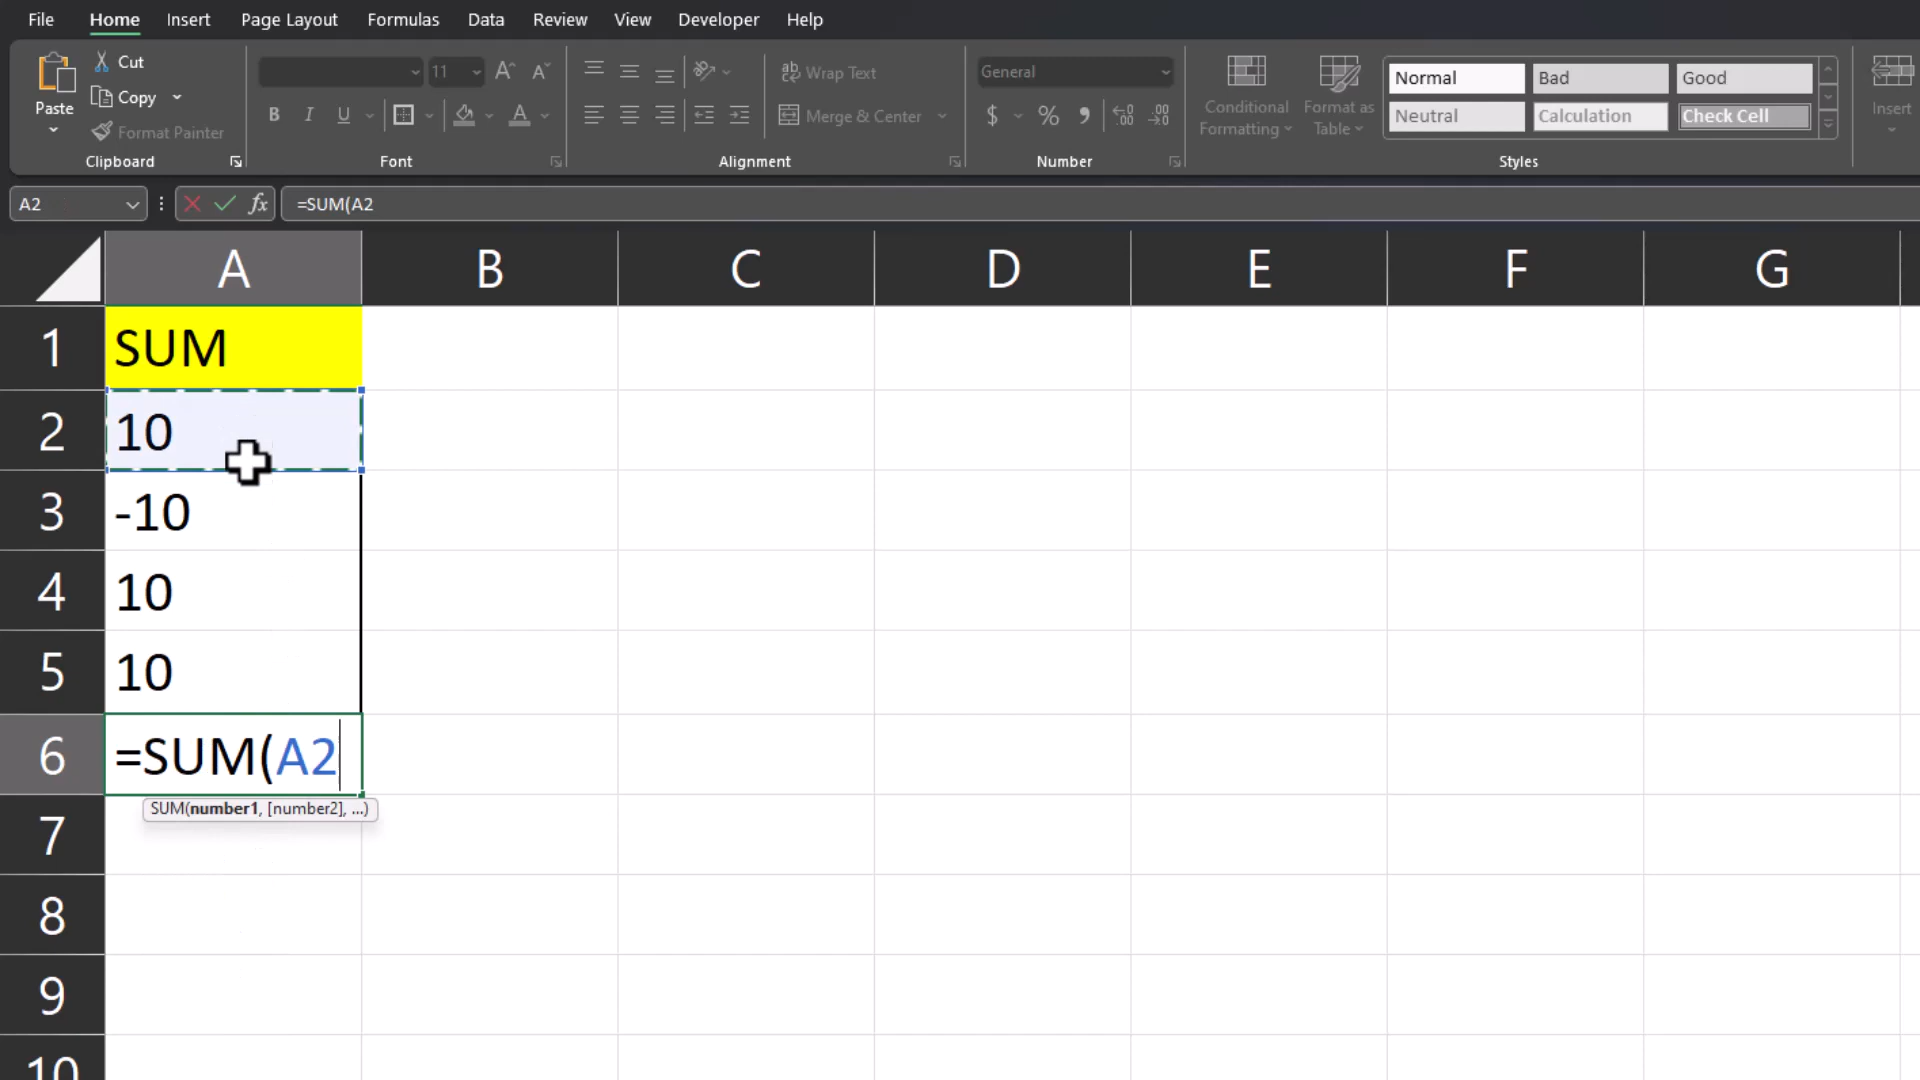 File Home Insert Page Layout Formulas Data Review View Developer Help
Paste Cut Copy Format Painter Clipboard
11 A A B I U A Font
ab Wrap Text Merge & Center Alignment
General $ % Number
Conditional Formatting Format as Table
Normal Bad Good
Neutral Calculation Check Cell
Styles
Insert
A2 fx =SUM(A2
A B C D E F G
1 SUM
2 10
3 -10
4 10
5 10
6 =SUM(A2
SUM(number1, [number2], ...)
7
8
9
10